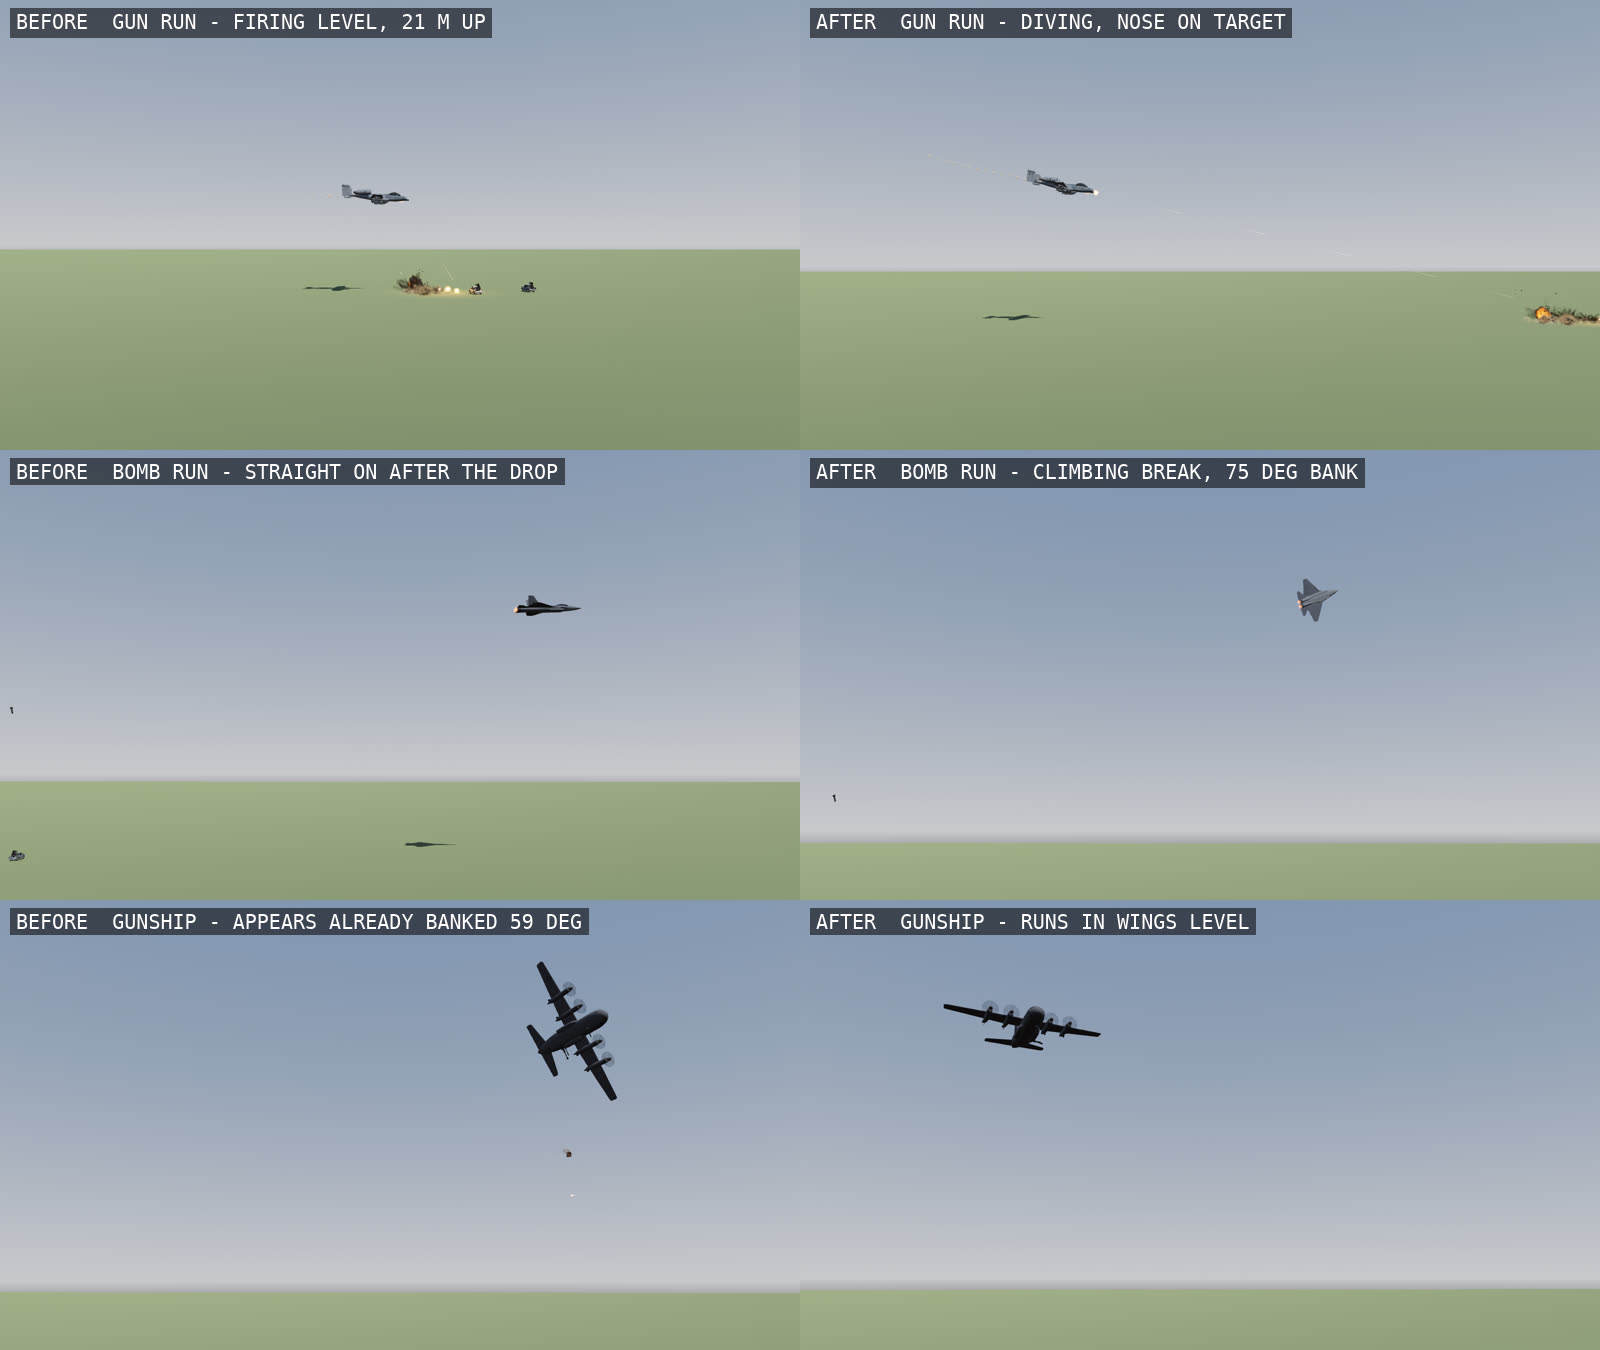 BEFORE  GUN RUN - FIRING LEVEL, 21 M UP
AFTER  GUN RUN - DIVING, NOSE ON TARGET
BEFORE  BOMB RUN - STRAIGHT ON AFTER THE DROP
AFTER  BOMB RUN - CLIMBING BREAK, 75 DEG BANK
BEFORE  GUNSHIP - APPEARS ALREADY BANKED 59 DEG
AFTER  GUNSHIP - RUNS IN WINGS LEVEL